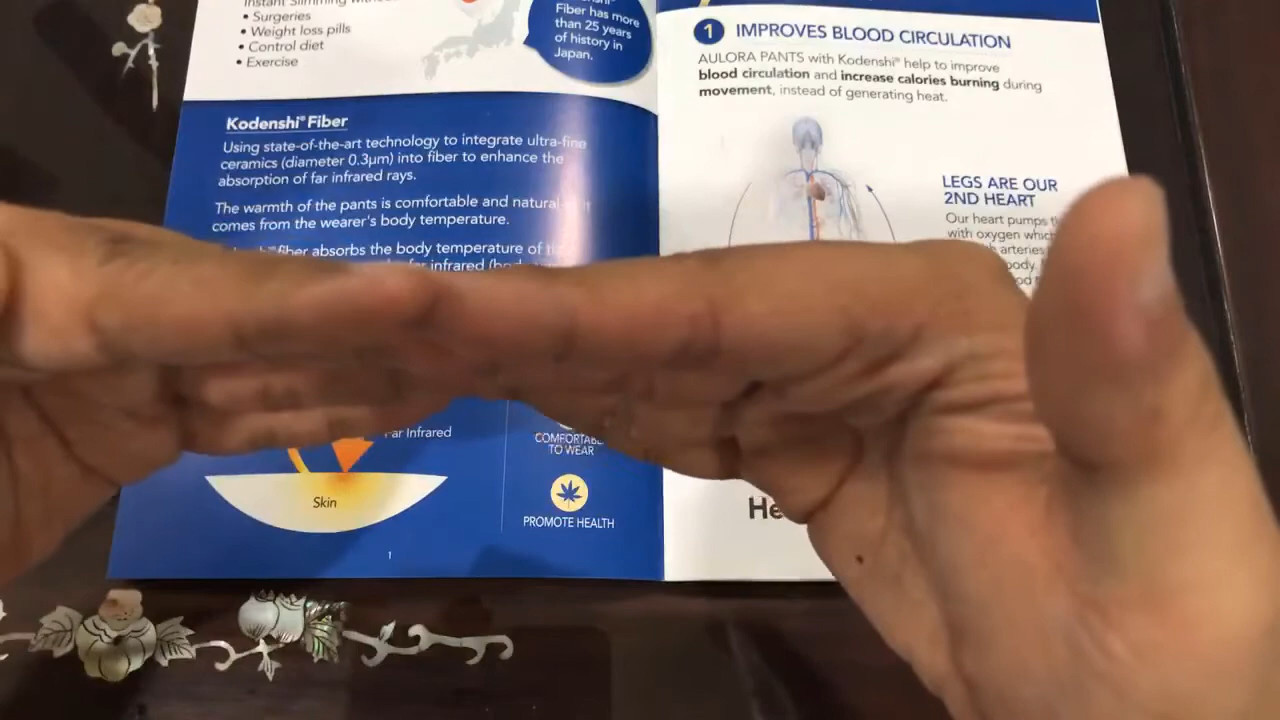 Instant Slimming
• Surgeries
• Weight loss pills
• Control diet
• Exercise
Fiber has more
than 25 years
of history in
Japan.
Kodenshi® Fiber
Using state-of-the-art technology to integrate ultra-fine
ceramics (diameter 0.3µm) into fiber to enhance the
absorption of far infrared rays.
The warmth of the pants is comfortable and natural
comes from the wearer's body temperature.
fiber absorbs the body temperature of
infrared
Far Infrared
Skin
COMFORTABLE
TO WEAR
PROMOTE HEALTH
1
1 IMPROVES BLOOD CIRCULATION
AULORA PANTS with Kodenshi® help to improve
blood circulation and increase calories burning during
movement, instead of generating heat.
LEGS ARE OUR
2ND HEART
Our heart pumps
with oxygen which
arteries
body.
He